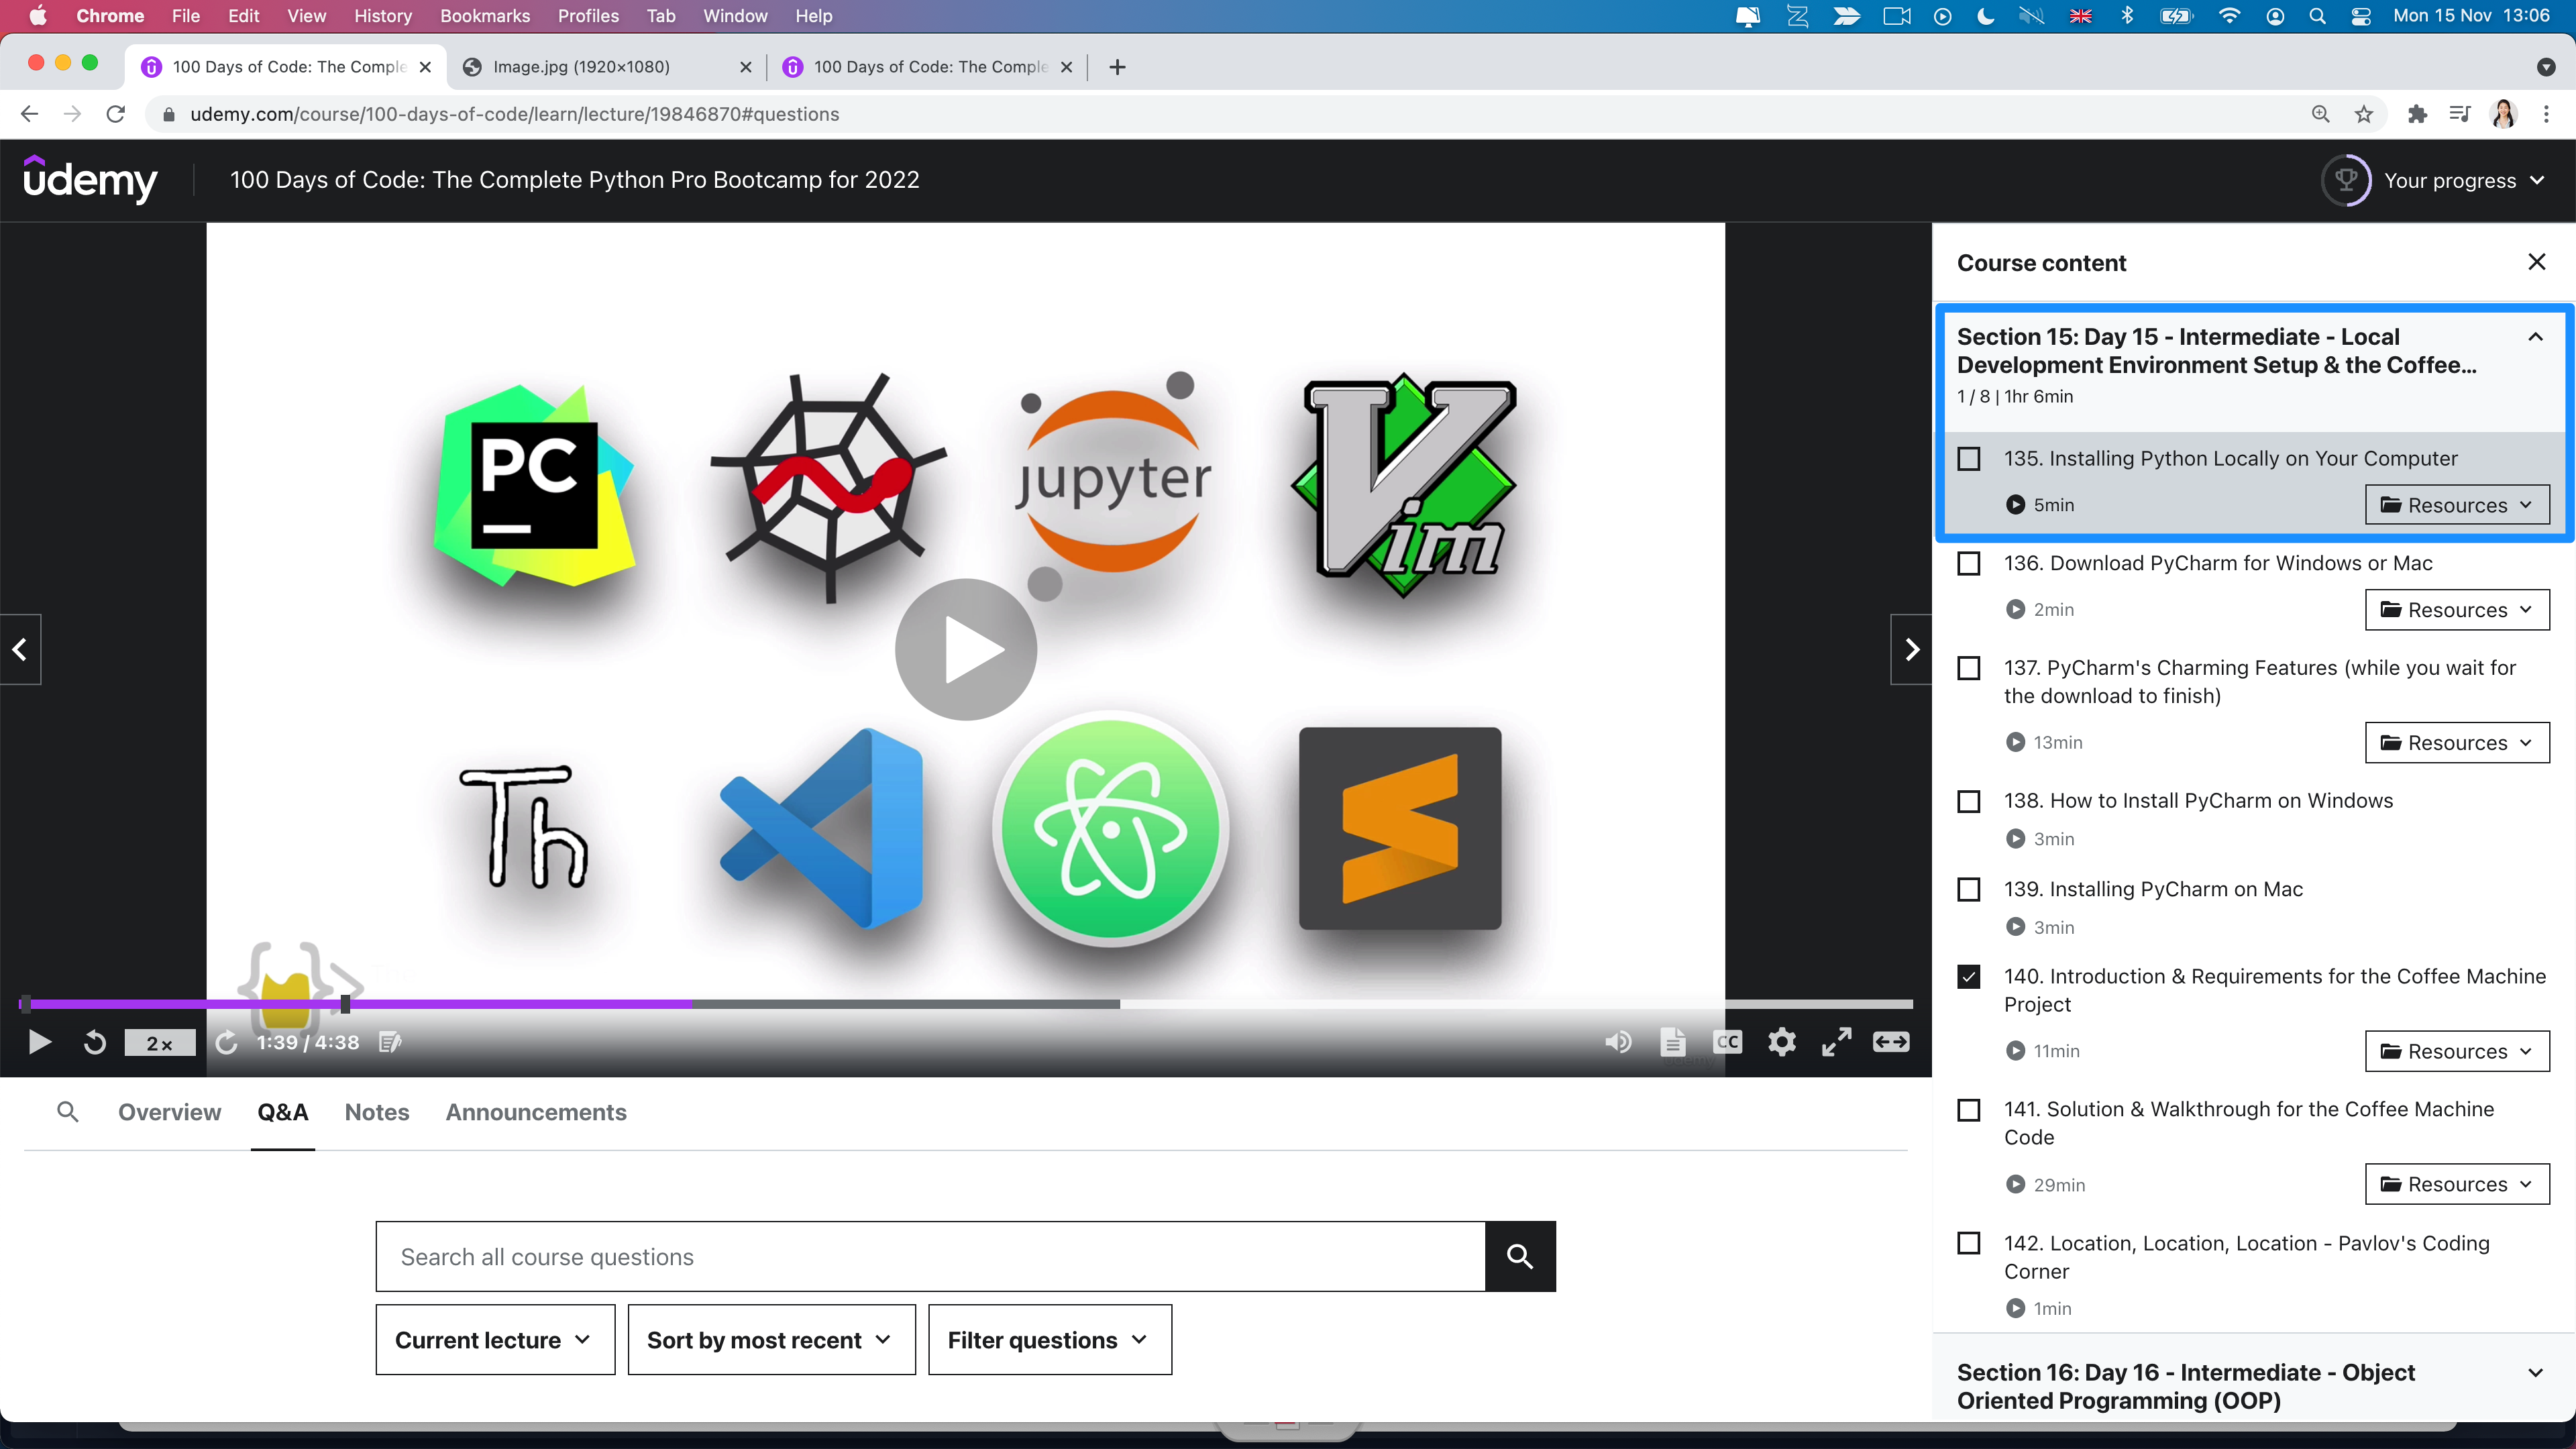 Chrome File Edit View History Bookmarks Profiles Tab Window Help Mon 15 Nov 13:06
100 Days of Code: The Comple Image.jpg (1920×1080) 100 Days of Code: The Comple
udemy.com/course/100-days-of-code/learn/lecture/19846870#questions
udemy 100 Days of Code: The Complete Python Pro Bootcamp for 2022 Your progress
PC
jupyter
Vim
Th
2x 1:39 / 4:38 CC
Overview Q&A Notes Announcements
Search all course questions
Current lecture Sort by most recent Filter questions
Course content
Section 15: Day 15 - Intermediate - Local
Development Environment Setup & the Coffee...
1 / 8 | 1hr 6min
135. Installing Python Locally on Your Computer
5min Resources
136. Download PyCharm for Windows or Mac
2min Resources
137. PyCharm's Charming Features (while you wait for
the download to finish)
13min Resources
138. How to Install PyCharm on Windows
3min
139. Installing PyCharm on Mac
3min
140. Introduction & Requirements for the Coffee Machine
Project
11min Resources
141. Solution & Walkthrough for the Coffee Machine
Code
29min Resources
142. Location, Location, Location - Pavlov's Coding
Corner
1min
Section 16: Day 16 - Intermediate - Object
Oriented Programming (OOP)